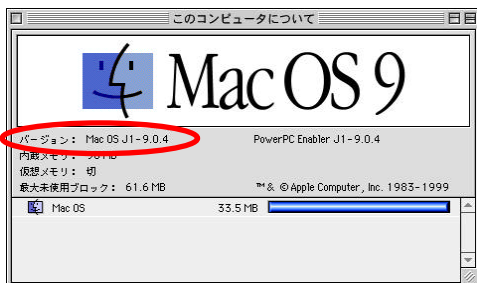 このコンピュータについて
Mac OS 9
バージョン： Mac OS J1-9.0.4
PowerPC Enabler J1-9.0.4
内蔵メモリ： 96 MB
仮想メモリ： 切
最大未使用ブロック： 61.6 MB
™ & © Apple Computer, Inc. 1983-1999
Mac OS
33.5 MB